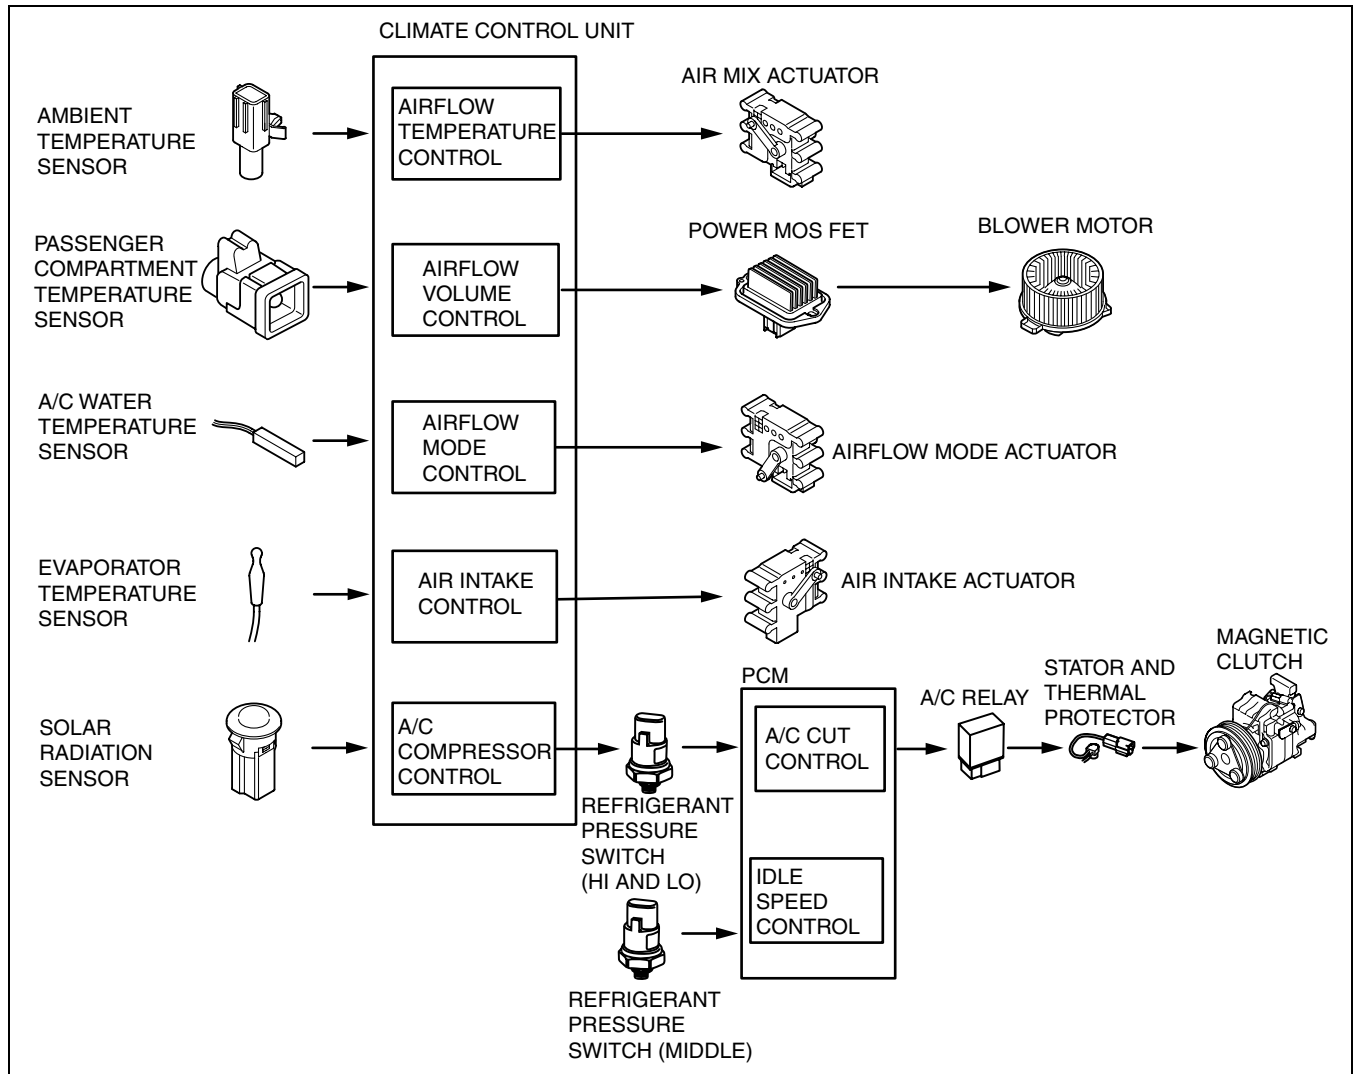 CLIMATE CONTROL UNIT
AMBIENT
TEMPERATURE
SENSOR
AIRFLOW
TEMPERATURE
CONTROL
AIR MIX ACTUATOR
PASSENGER
COMPARTMENT
TEMPERATURE
SENSOR
AIRFLOW
VOLUME
CONTROL
POWER MOS FET
BLOWER MOTOR
A/C WATER
TEMPERATURE
SENSOR
AIRFLOW
MODE
CONTROL
AIRFLOW MODE ACTUATOR
EVAPORATOR
TEMPERATURE
SENSOR
AIR INTAKE
CONTROL
AIR INTAKE ACTUATOR
SOLAR
RADIATION
SENSOR
A/C
COMPRESSOR
CONTROL
REFRIGERANT
PRESSURE
SWITCH
(HI AND LO)
PCM
A/C CUT
CONTROL
A/C RELAY
STATOR AND
THERMAL
PROTECTOR
MAGNETIC
CLUTCH
IDLE
SPEED
CONTROL
REFRIGERANT
PRESSURE
SWITCH (MIDDLE)